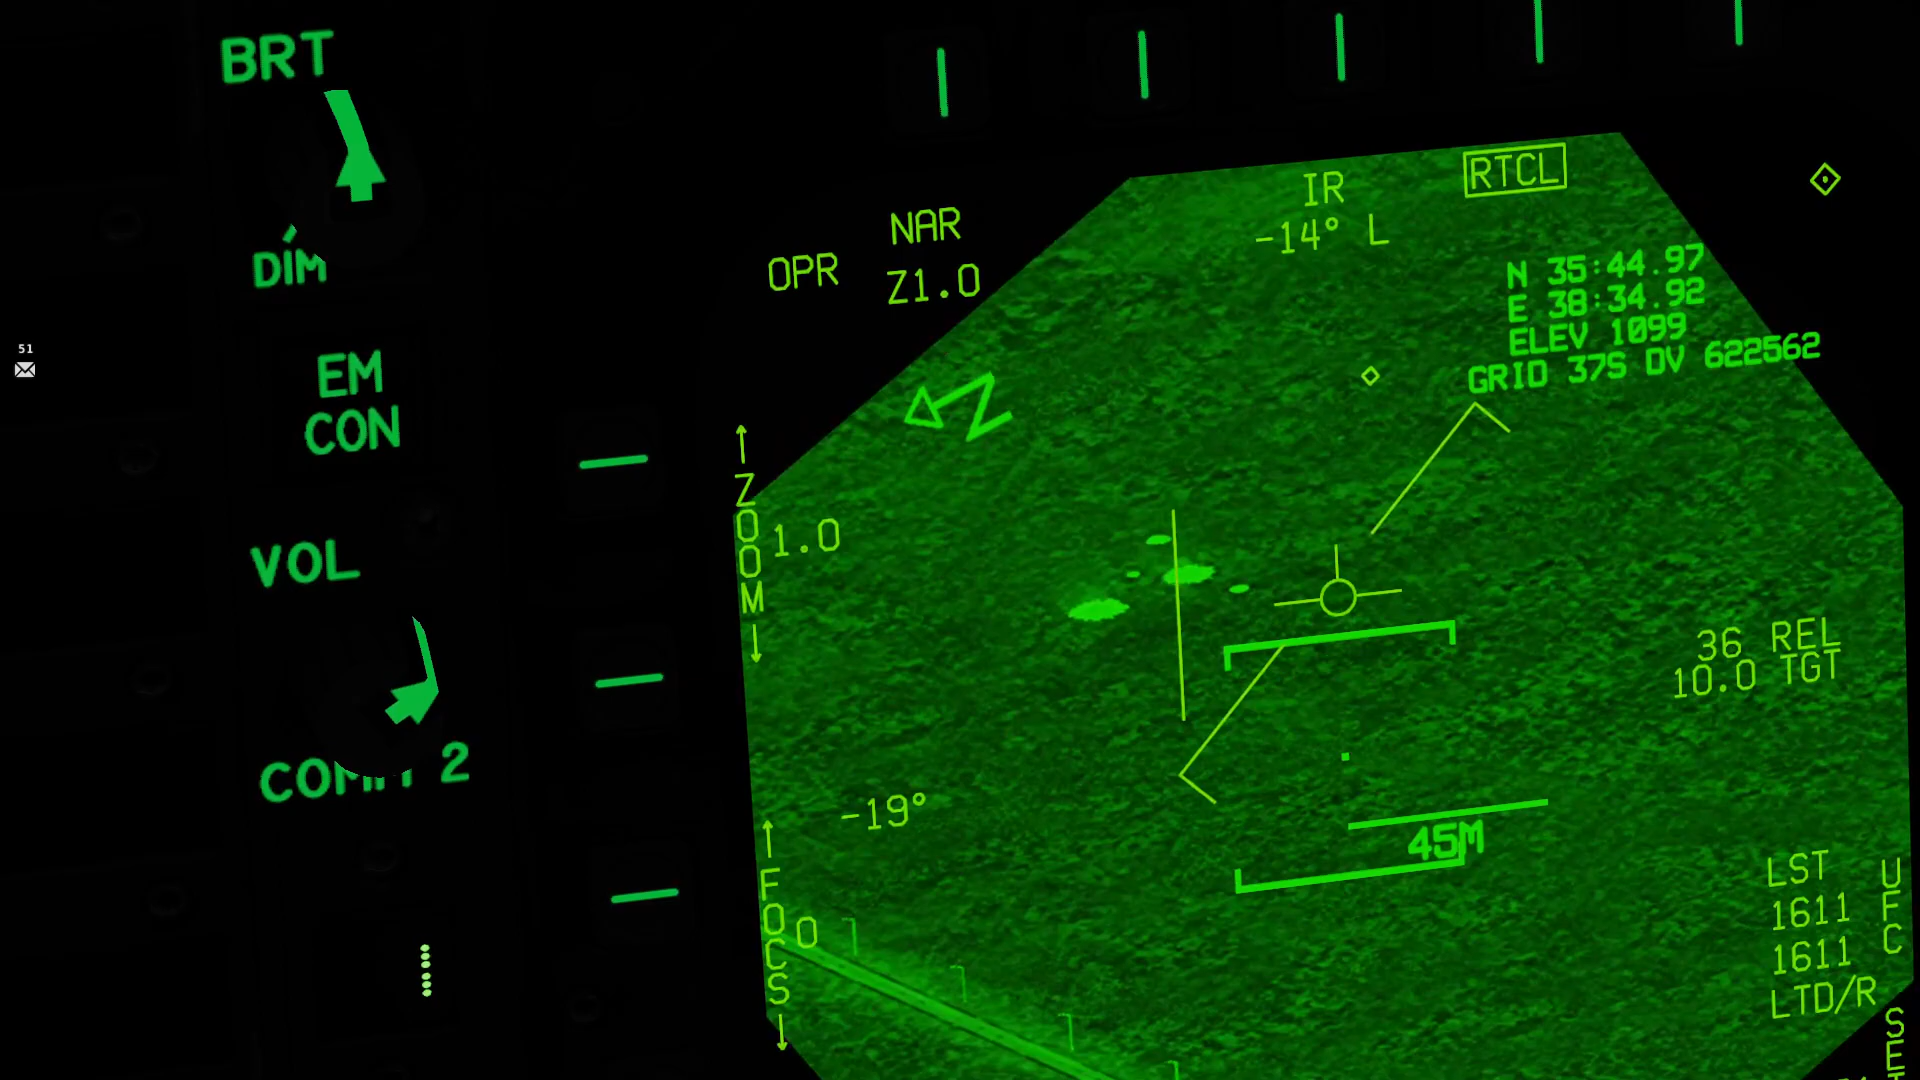 BRT
DIM
EM
CON
VOL
COMM 2
51
OPR
NAR
Z1.0
IR
-14° L
RTCL
N 35:44.97
E 38:34.92
ELEV 1099
GRID 37S DV 622562
N
ZOOM
1.0
36 REL
10.0 TGT
-19°
45M
FOCS
0
LST
1611
1611
LTD/R
UFC